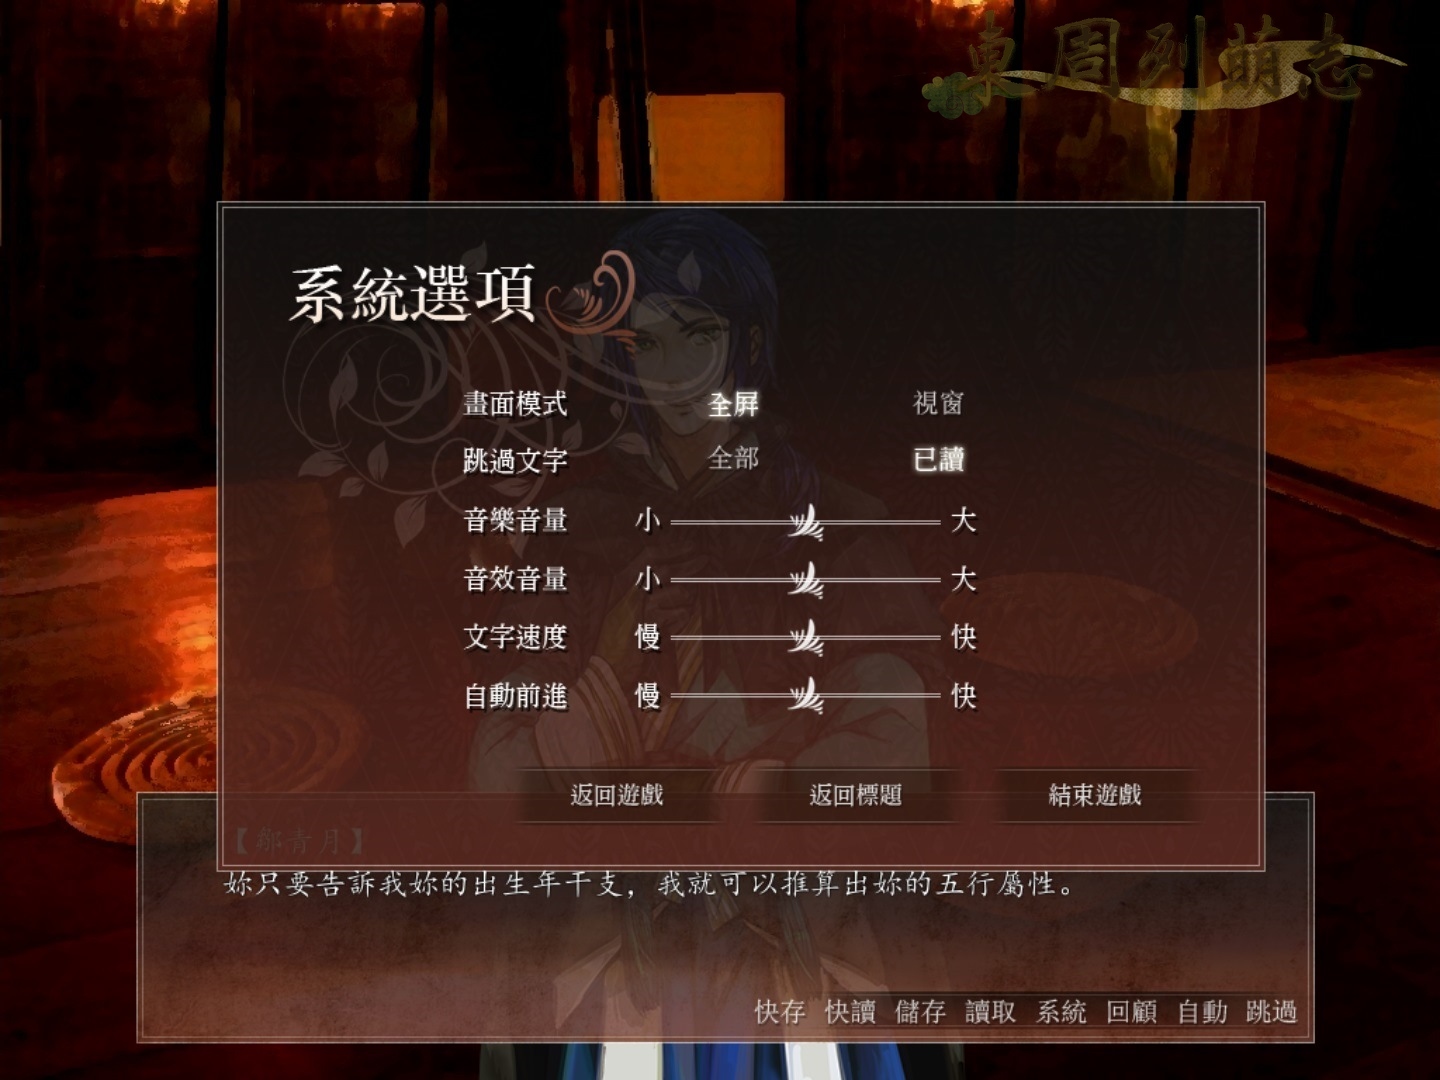 東周列萌志
系統選項
畫面模式 全屏 視窗
跳過文字 全部 已讀
音樂音量 小 大
音效音量 小 大
文字速度 慢 快
自動前進 慢 快
返回遊戲 返回標題 結束遊戲
【鄒青月】
妳只要告訴我妳的出生年干支，我就可以推算出妳的五行屬性。
快存 快讀 儲存 讀取 系統 回顧 自動 跳過